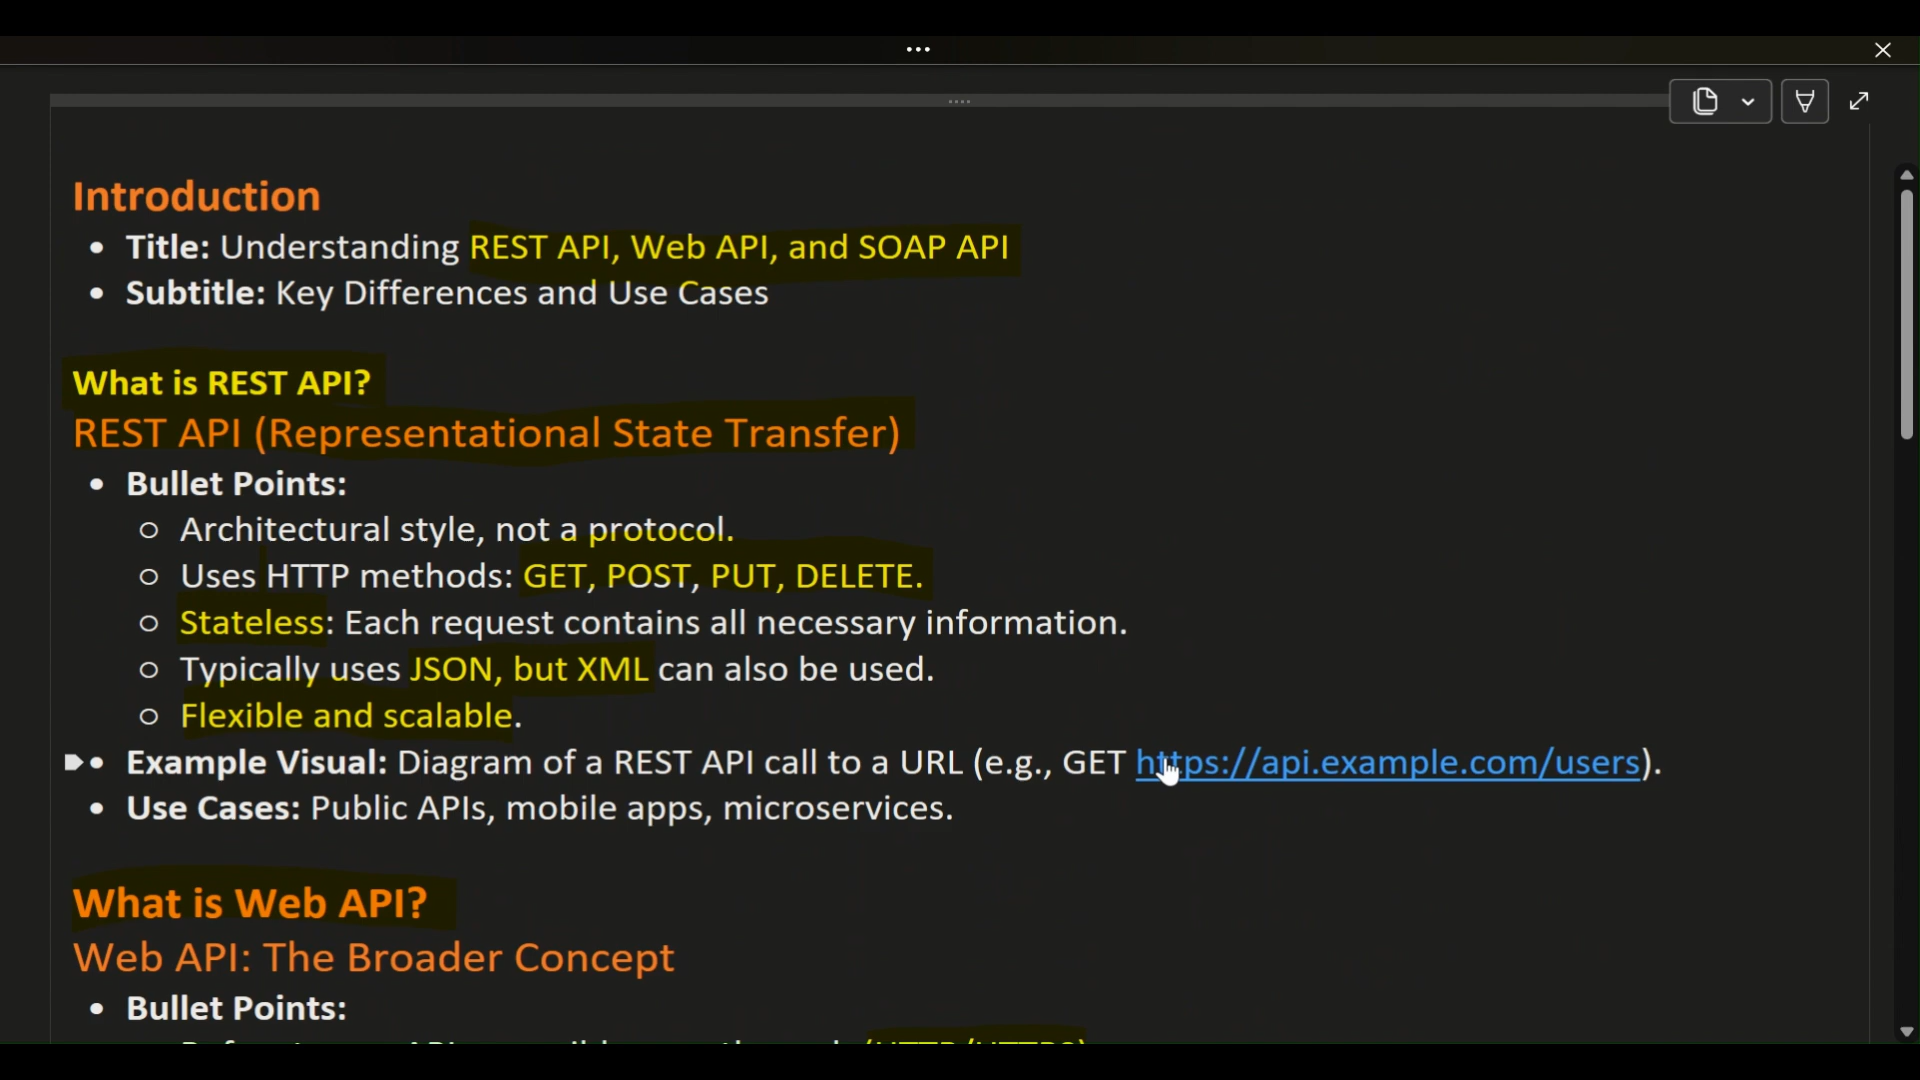 Introduction
• Title: Understanding REST API, Web API, and SOAP API
• Subtitle: Key Differences and Use Cases
What is REST API?
REST API (Representational State Transfer)
• Bullet Points:
○ Architectural style, not a protocol.
○ Uses HTTP methods: GET, POST, PUT, DELETE.
○ Stateless: Each request contains all necessary information.
○ Typically uses JSON, but XML can also be used.
○ Flexible and scalable.
• Example Visual: Diagram of a REST API call to a URL (e.g., GET https://api.example.com/users).
• Use Cases: Public APIs, mobile apps, microservices.
What is Web API?
Web API: The Broader Concept
• Bullet Points: